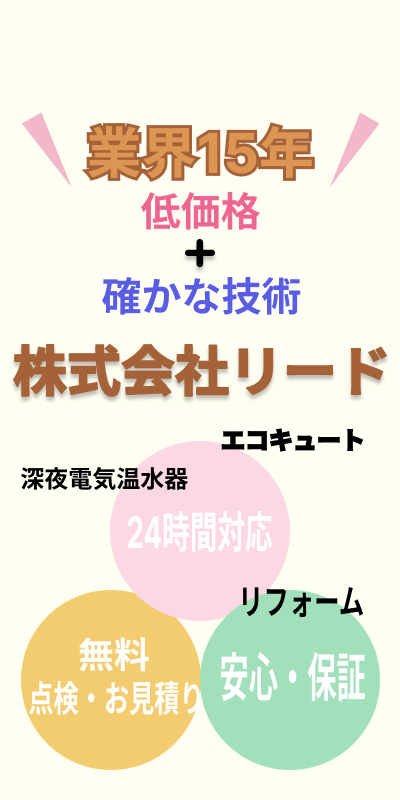 業界15年
低価格
+
確かな技術
株式会社リード
エコキュート
深夜電気温水器
24時間対応
リフォーム
無料
点検・お見積り
安心・保証